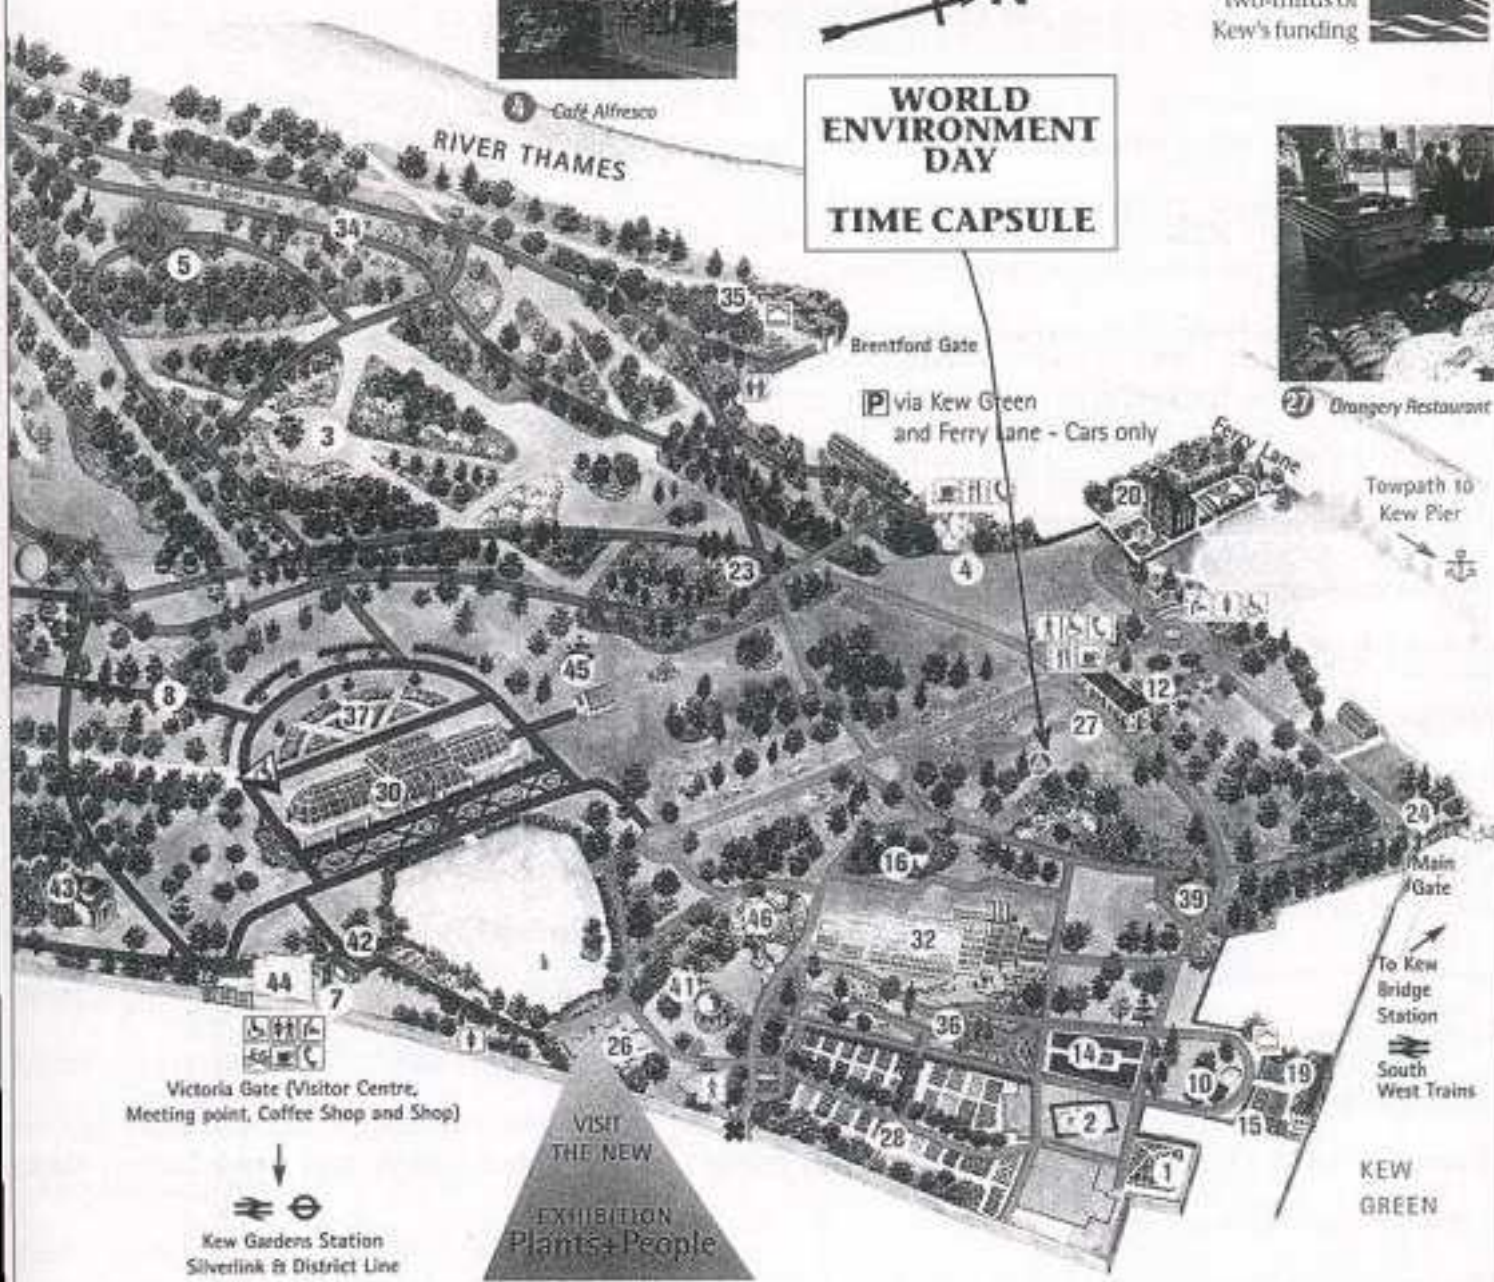 two-thirds of
Kew's funding
4 Café Alfresco
RIVER THAMES
WORLD
ENVIRONMENT
DAY
TIME CAPSULE
34
5
35
Brentford Gate
27 Orangery Restaurant
P via Kew Green
and Ferry Lane - Cars only
3
Ferry Lane
20
Towpath to
Kew Pier
23
4
45
8
12
37
27
30
24
16
Main
Gate
43
39
46
42
32
To Kew
Bridge
Station
44
7
41
36
26
14
South
West Trains
10
19
Victoria Gate (Visitor Centre,
Meeting point, Coffee Shop and Shop)
VISIT
THE NEW
28
2
15
1
KEW
GREEN
EXHIBITION
Plants+People
Kew Gardens Station
Silverlink & District Line